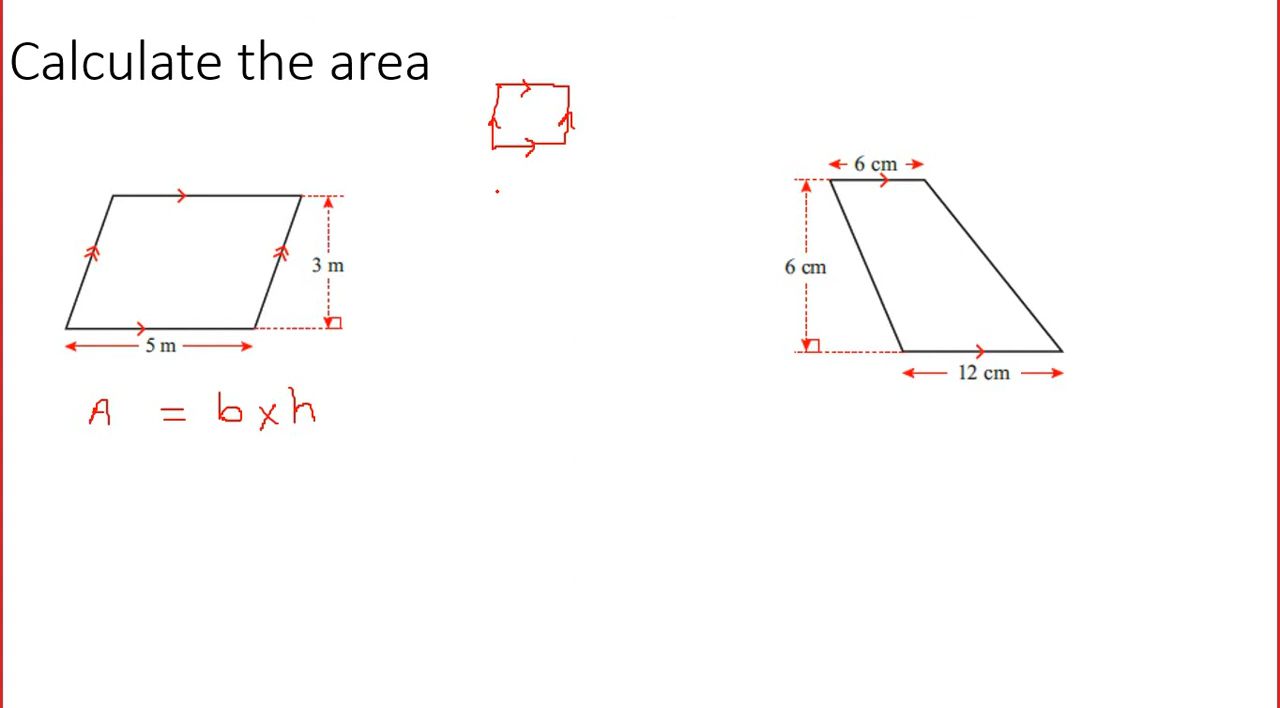 Calculate the area
6 cm
3 m
6 cm
5 m
12 cm
A = b x h